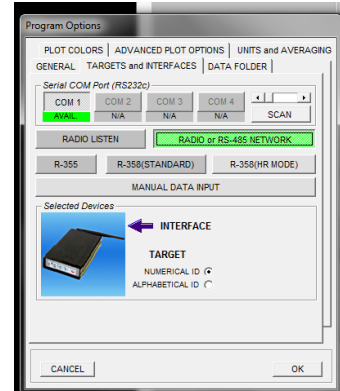 Program Options
PLOT COLORS ADVANCED PLOT OPTIONS UNITS and AVERAGING
GENERAL TARGETS and INTERFACES DATA FOLDER
Serial COM Port (RS232c)
COM 1 COM 2 COM 3 COM 4
AVAIL. N/A N/A N/A SCAN
RADIO LISTEN RADIO or RS-485 NETWORK
R-355 R-358(STANDARD) R-358(HR MODE)
MANUAL DATA INPUT
Selected Devices
INTERFACE
TARGET
NUMERICAL ID
ALPHABETICAL ID
CANCEL OK